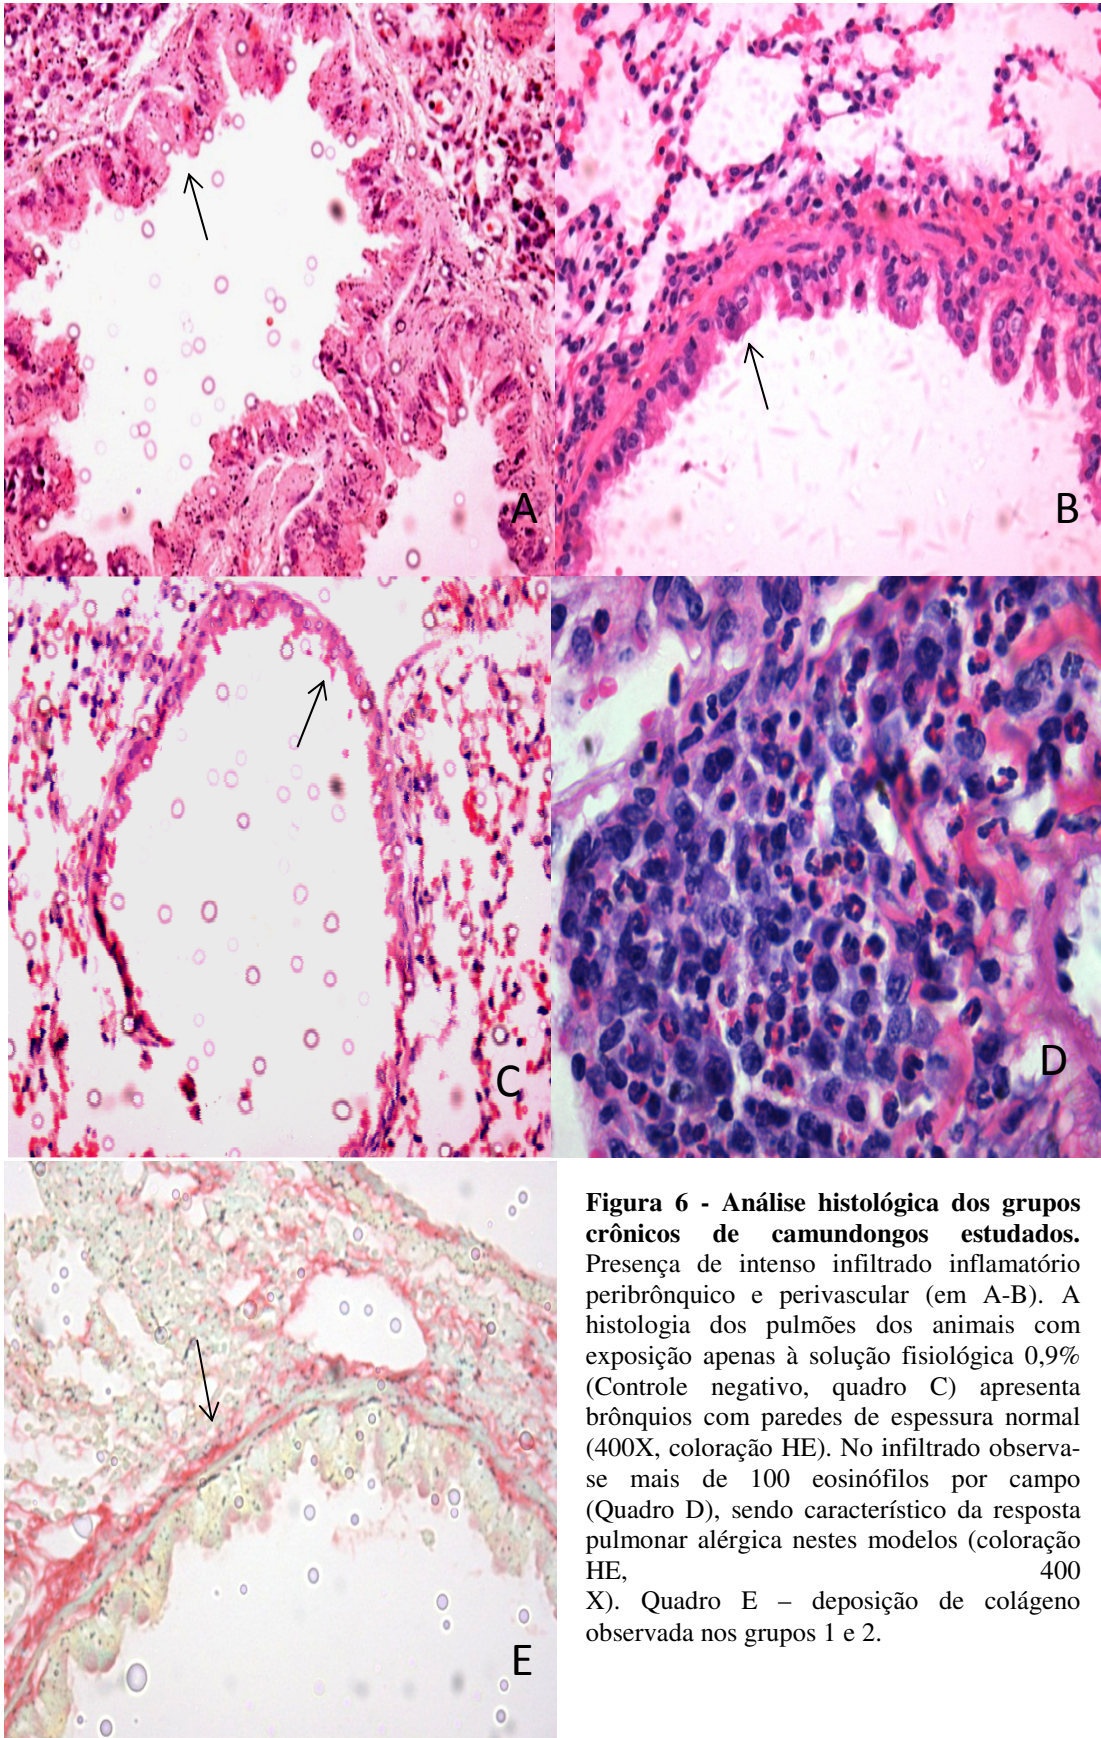 A
B
C
D
E
Figura 6 - Análise histológica dos grupos
crônicos de camundongos estudados.
Presença de intenso infiltrado inflamatório
peribrônquico e perivascular (em A-B). A
histologia dos pulmões dos animais com
exposição apenas à solução fisiológica 0,9%
(Controle negativo, quadro C) apresenta
brônquios com paredes de espessura normal
(400X, coloração HE). No infiltrado observa-
se mais de 100 eosinófilos por campo
(Quadro D), sendo característico da resposta
pulmonar alérgica nestes modelos (coloração
HE, 400
X). Quadro E – deposição de colágeno
observada nos grupos 1 e 2.